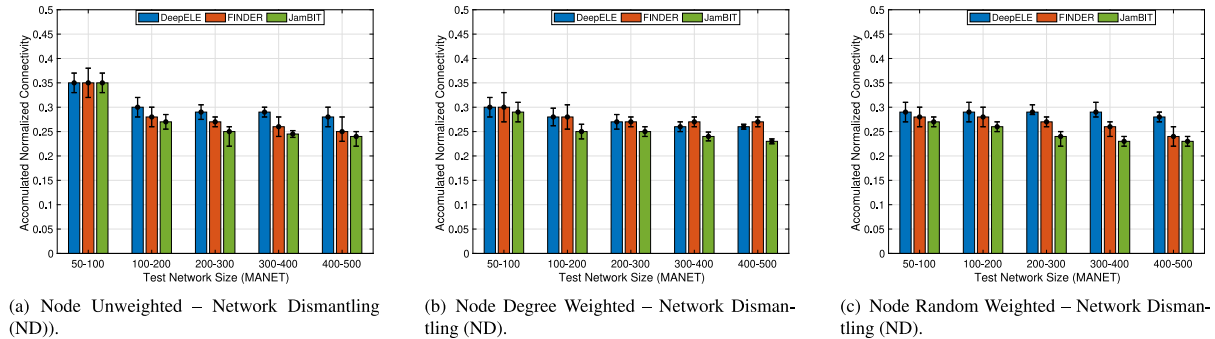 DeepELE FINDER JamBIT
0.5
0.45
0.4
0.35
0.3
0.25
0.2
0.15
0.1
0.05
0
Accumulated Normalized Connectivity
50-100 100-200 200-300 300-400 400-500
Test Network Size (MANET)
(a) Node Unweighted – Network Dismantling
(ND)).
DeepELE FINDER JamBIT
0.5
0.45
0.4
0.35
0.3
0.25
0.2
0.15
0.1
0.05
0
Accumulated Normalized Connectivity
50-100 100-200 200-300 300-400 400-500
Test Network Size (MANET)
(b) Node Degree Weighted – Network Disman-
tling (ND).
DeepELE FINDER JamBIT
0.5
0.45
0.4
0.35
0.3
0.25
0.2
0.15
0.1
0.05
0
Accumulated Normalized Connectivity
50-100 100-200 200-300 300-400 400-500
Test Network Size (MANET)
(c) Node Random Weighted – Network Disman-
tling (ND).